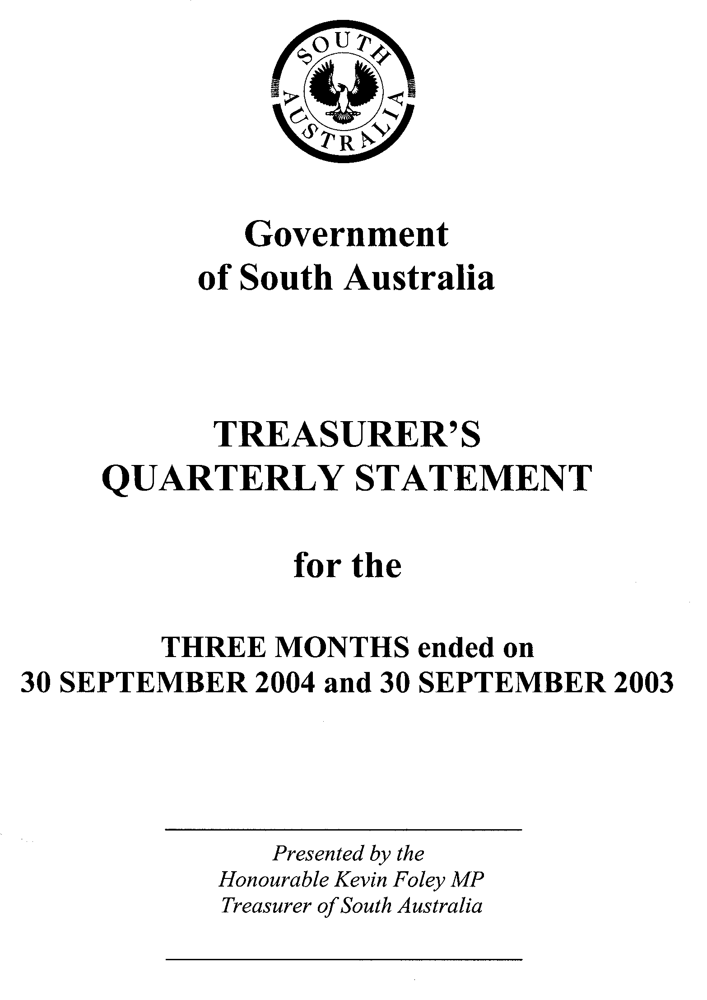 SOUTH
AUSTRALIA
Government
of South Australia
TREASURER'S
QUARTERLY STATEMENT
for the
THREE MONTHS ended on
30 SEPTEMBER 2004 and 30 SEPTEMBER 2003
Presented by the
Honourable Kevin Foley MP
Treasurer of South Australia